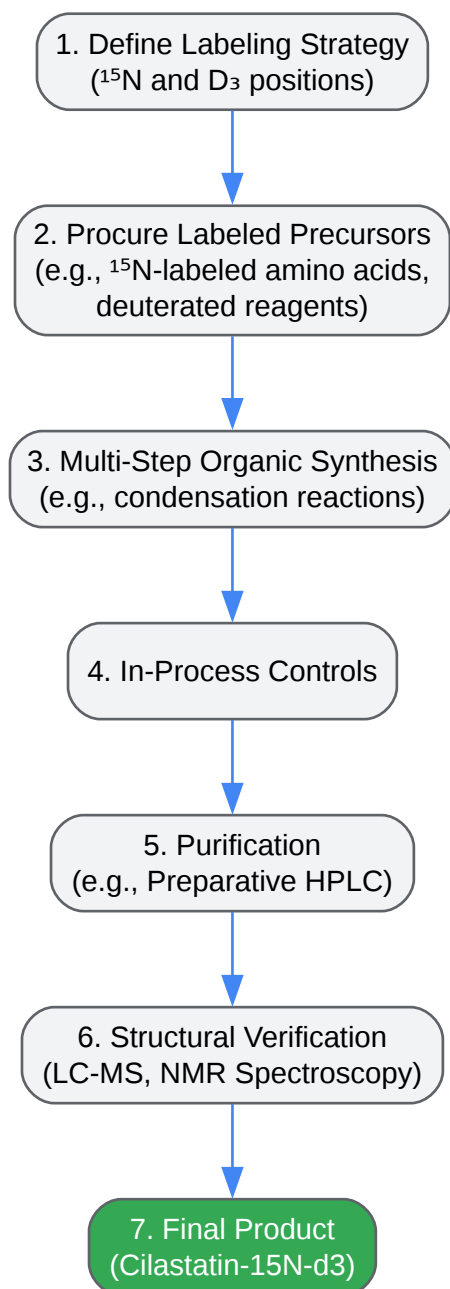 1. Define Labeling Strategy
(¹⁵N and D₃ positions)
2. Procure Labeled Precursors
(e.g., ¹⁵N-labeled amino acids,
deuterated reagents)
3. Multi-Step Organic Synthesis
(e.g., condensation reactions)
4. In-Process Controls
5. Purification
(e.g., Preparative HPLC)
6. Structural Verification
(LC-MS, NMR Spectroscopy)
7. Final Product
(Cilastatin-15N-d3)